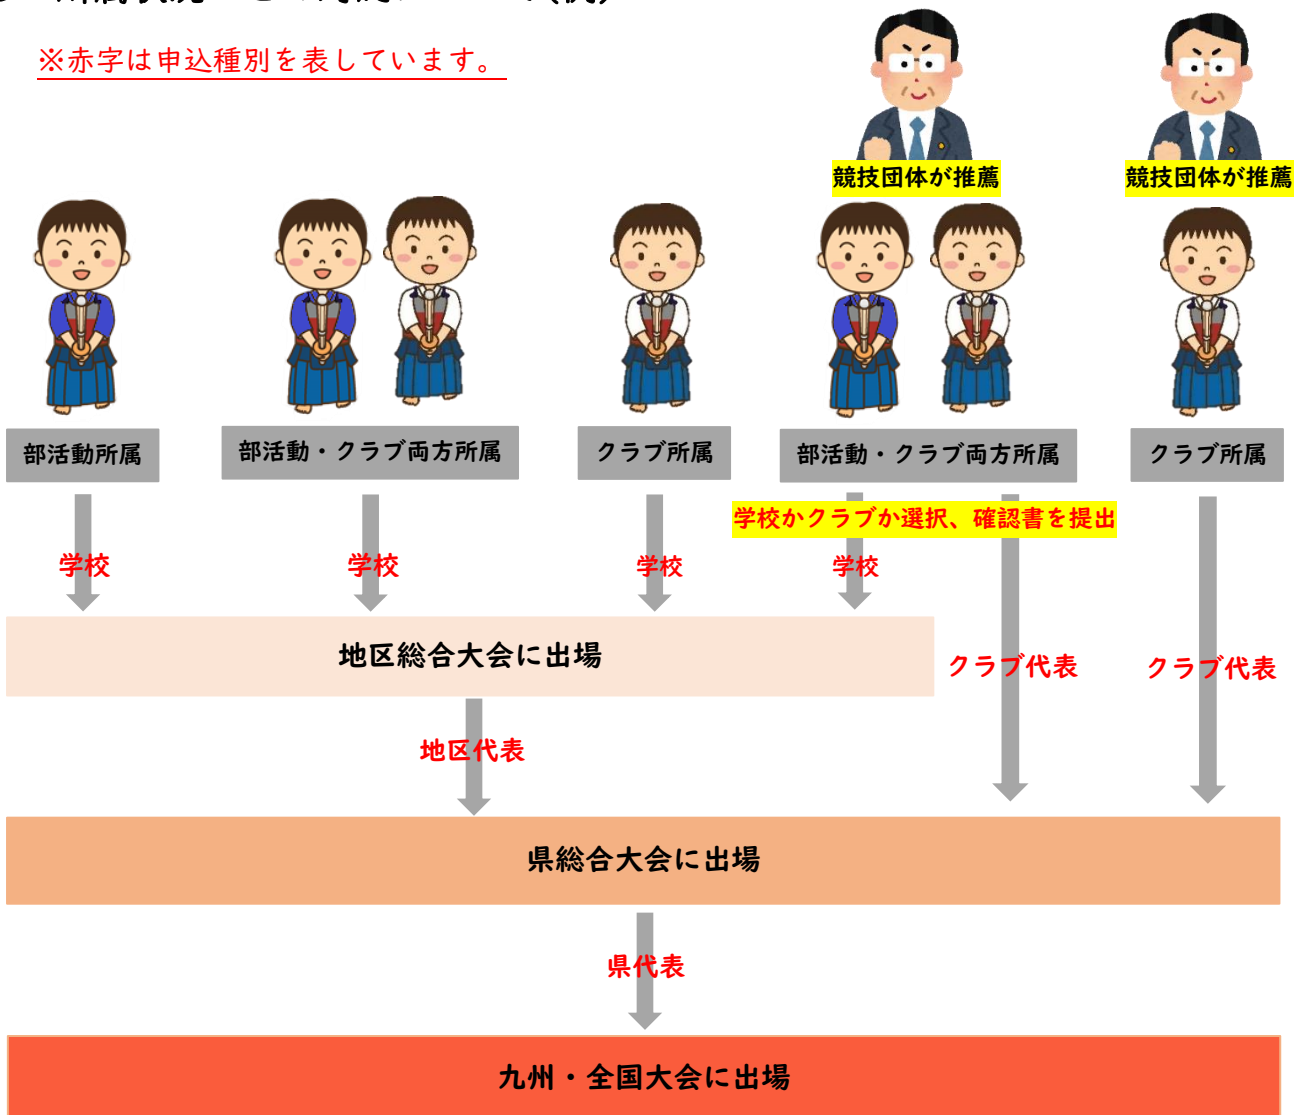 ※赤字は申込種別を表しています。
競技団体が推薦
競技団体が推薦
部活動所属
部活動・クラブ両方所属
クラブ所属
部活動・クラブ両方所属
クラブ所属
学校かクラブか選択、確認書を提出
学校
学校
学校
学校
地区総合大会に出場
クラブ代表
クラブ代表
地区代表
県総合大会に出場
県代表
九州・全国大会に出場